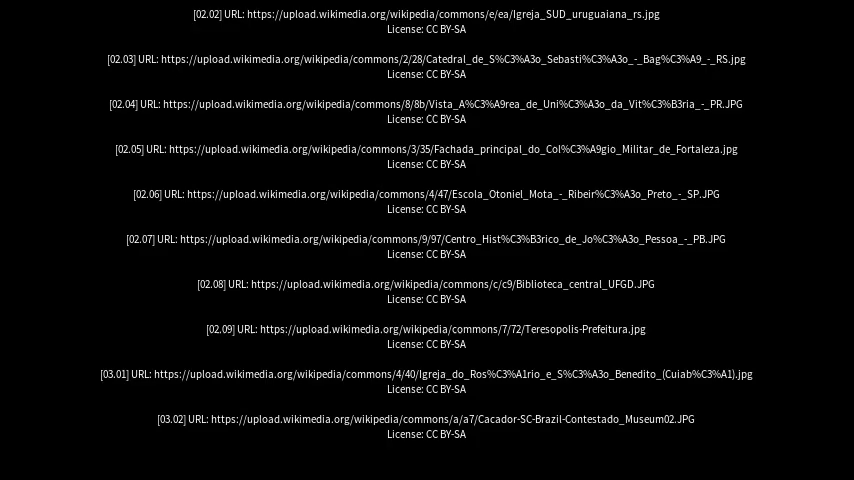 [02.02] URL: https://upload.wikimedia.org/wikipedia/commons/e/ea/Igreja_SUD_uruguaiana_rs.jpg
License: CC BY-SA
[02.03] URL: https://upload.wikimedia.org/wikipedia/commons/2/28/Catedral_de_S%C3%A3o_Sebasti%C3%A3o_-_Bag%C3%A9_-_RS.jpg
License: CC BY-SA
[02.04] URL: https://upload.wikimedia.org/wikipedia/commons/8/8b/Vista_A%C3%A9rea_de_Uni%C3%A3o_da_Vit%C3%B3ria_-_PR.JPG
License: CC BY-SA
[02.05] URL: https://upload.wikimedia.org/wikipedia/commons/3/35/Fachada_principal_do_Col%C3%A9gio_Militar_de_Fortaleza.jpg
License: CC BY-SA
[02.06] URL: https://upload.wikimedia.org/wikipedia/commons/4/47/Escola_Otoniel_Mota_-_Ribeir%C3%A3o_Preto_-_SP.JPG
License: CC BY-SA
[02.07] URL: https://upload.wikimedia.org/wikipedia/commons/9/97/Centro_Hist%C3%B3rico_de_Jo%C3%A3o_Pessoa_-_PB.JPG
License: CC BY-SA
[02.08] URL: https://upload.wikimedia.org/wikipedia/commons/c/c9/Biblioteca_central_UFGD.JPG
License: CC BY-SA
[02.09] URL: https://upload.wikimedia.org/wikipedia/commons/7/72/Teresopolis-Prefeitura.jpg
License: CC BY-SA
[03.01] URL: https://upload.wikimedia.org/wikipedia/commons/4/40/Igreja_do_Ros%C3%A1rio_e_S%C3%A3o_Benedito_(Cuiab%C3%A1).jpg
License: CC BY-SA
[03.02] URL: https://upload.wikimedia.org/wikipedia/commons/a/a7/Cacador-SC-Brazil-Contestado_Museum02.JPG
License: CC BY-SA